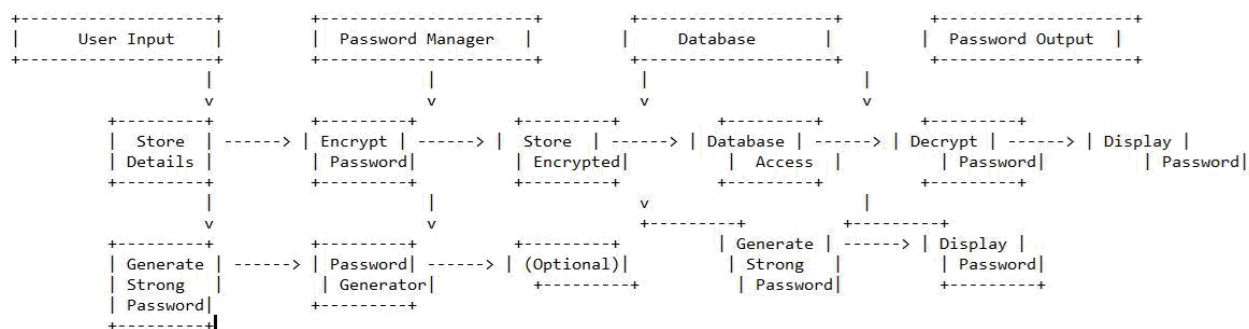 User Input Password Manager Database Password Output
Store Encrypt Store Database Decrypt Display
Details Password Encrypted Access Password Password
Generate Display
Generate Password (Optional) Strong Password
Strong Generator Password
Password